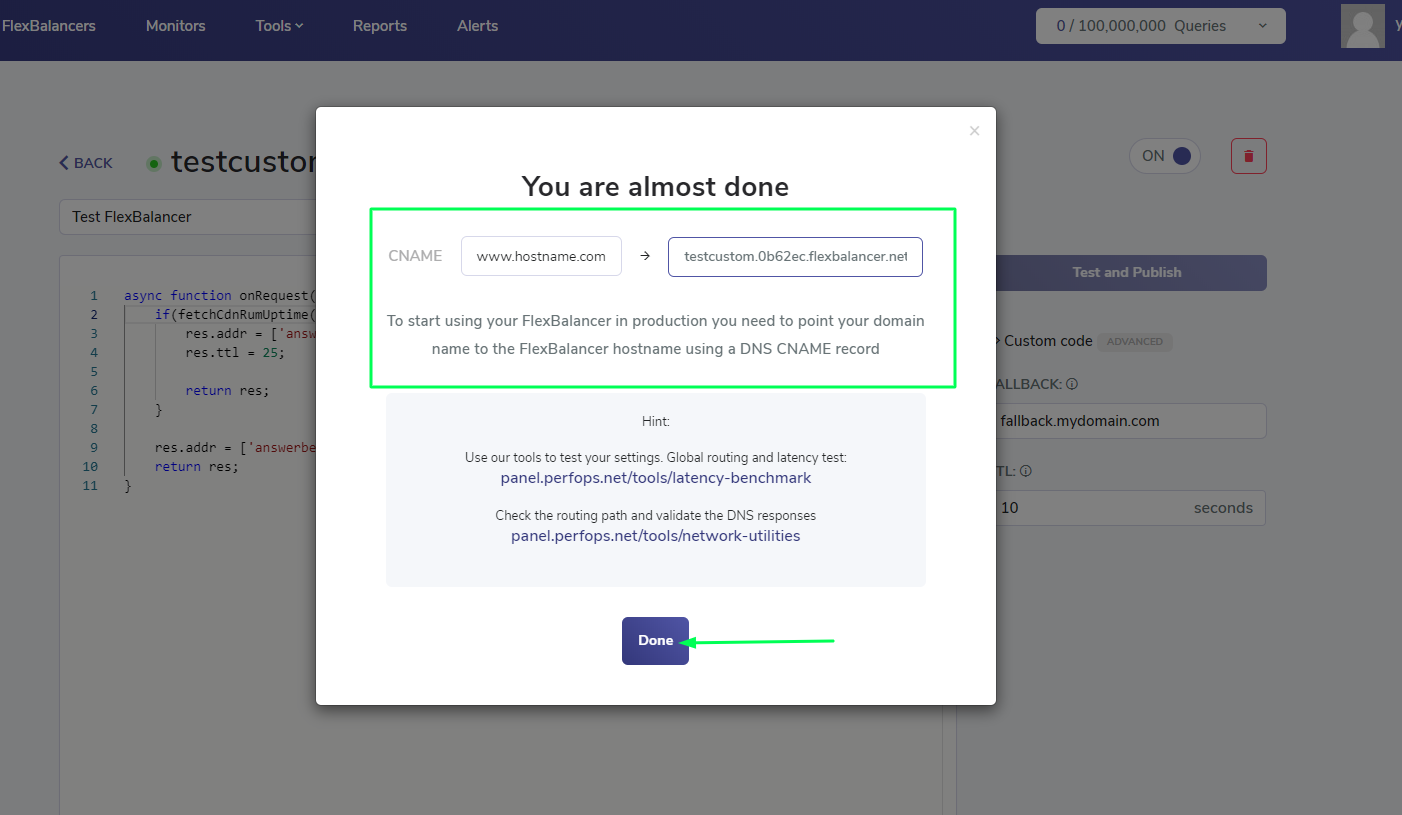 FlexBalancers Monitors Tools Reports Alerts 0 / 100,000,000 Queries
BACK testcustom
Test FlexBalancer
ON
1 async function onRequest(
2 if(fetchCdnRumUptime(
3 res.addr = ['answ
4 res.ttl = 25;
5
6 return res;
7 }
8
9 res.addr = ['answerbe
10 return res;
11 }
×
You are almost done
CNAME www.hostname.com → testcustom.0b62ec.flexbalancer.net
To start using your FlexBalancer in production you need to point your domain
name to the FlexBalancer hostname using a DNS CNAME record
Hint:
Use our tools to test your settings. Global routing and latency test:
panel.perfops.net/tools/latency-benchmark
Check the routing path and validate the DNS responses
panel.perfops.net/tools/network-utilities
Done
Test and Publish
Custom code ADVANCED
ALLBACK:
fallback.mydomain.com
TL:
10 seconds